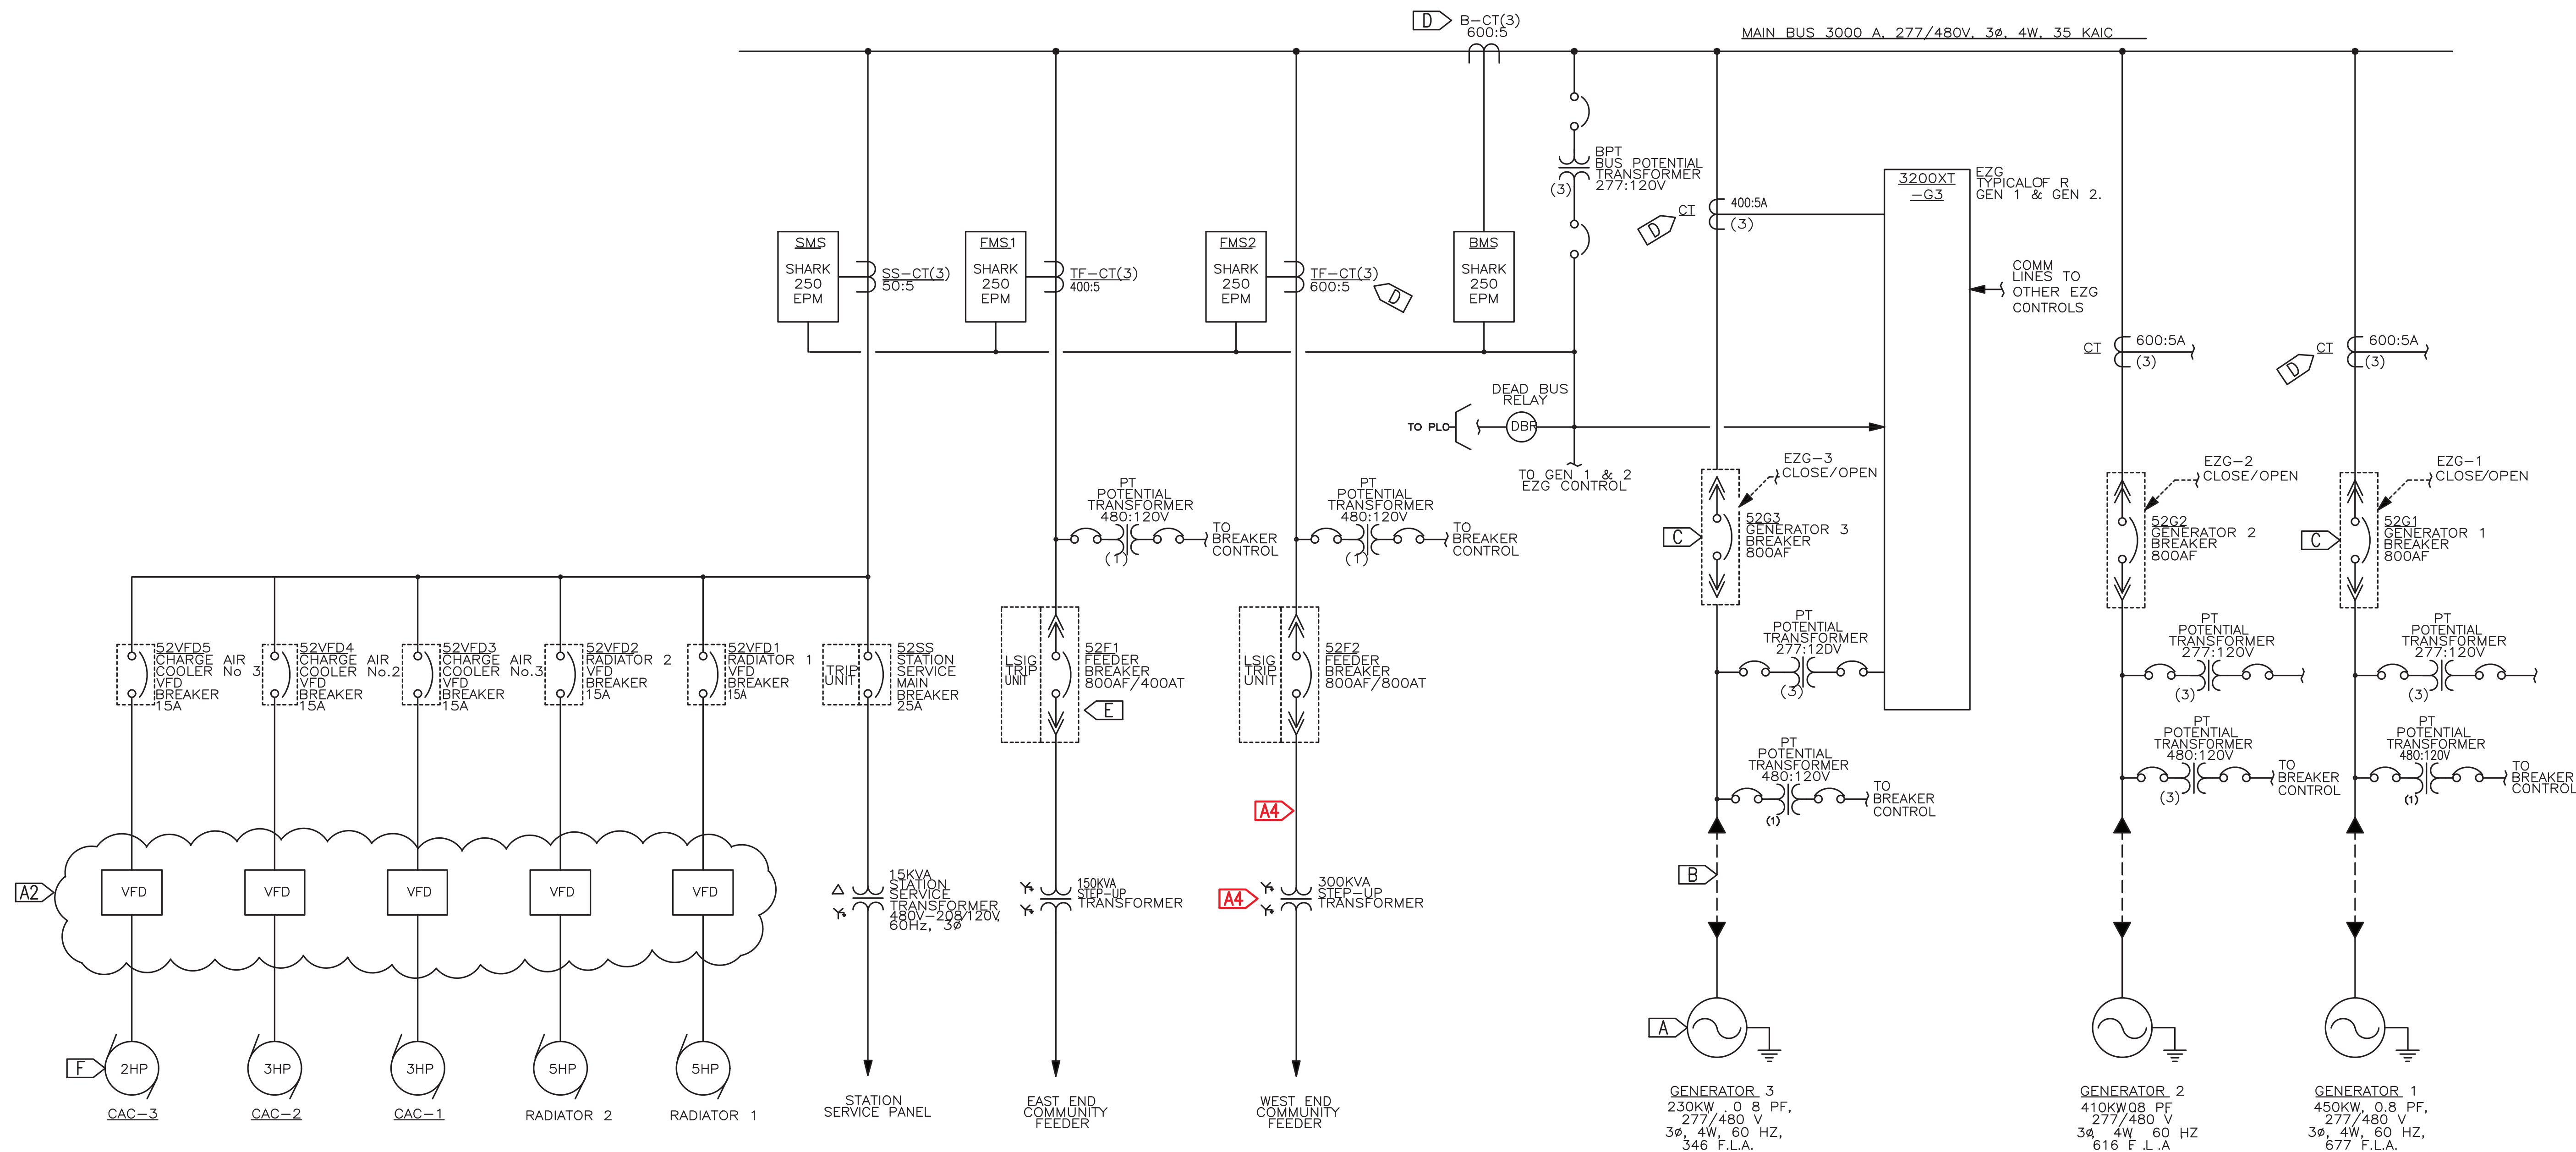 D
B-CT(3)
600:5
MAIN BUS 3000 A, 277/480V, 3ø, 4W, 35 KAIC
BPT
BUS POTENTIAL
TRANSFORMER
277:120V
(3)
3200XT
-G3
EZG
TYPICALOF R
GEN 1 & GEN 2.
CT
400:5A
(3)
D
SMS
SHARK
250
EPM
SS-CT(3)
50:5
FMS1
SHARK
250
EPM
TF-CT(3)
400:5
FMS2
SHARK
250
EPM
TF-CT(3)
600:5
D
BMS
SHARK
250
EPM
COMM
LINES TO
OTHER EZG
CONTROLS
CT
600:5A
(3)
CT
600:5A
(3)
D
DEAD BUS
RELAY
TO PLC
DBR
TO GEN 1 & 2
EZG CONTROL
EZG-3
CLOSE/OPEN
EZG-2
CLOSE/OPEN
EZG-1
CLOSE/OPEN
PT
POTENTIAL
TRANSFORMER
480:120V
(1)
TO
BREAKER
CONTROL
PT
POTENTIAL
TRANSFORMER
480:120V
(1)
TO
BREAKER
CONTROL
C
52G3
GENERATOR 3
BREAKER
800AF
52G2
GENERATOR 2
BREAKER
800AF
C
52G1
GENERATOR 1
BREAKER
800AF
52VFD5
CHARGE AIR
COOLER No 3
VFD
BREAKER
15A
52VFD4
CHARGE AIR
COOLER No.2
VFD
BREAKER
15A
52VFD3
CHARGE AIR
COOLER No.3
VFD
BREAKER
15A
52VFD2
RADIATOR 2
VFD
BREAKER
15A
52VFD1
RADIATOR 1
VFD
BREAKER
15A
TRIP
UNIT
52SS
STATION
SERVICE
MAIN
BREAKER
25A
LSIG
TRIP
UNIT
52F1
FEEDER
BREAKER
800AF/400AT
E
LSIG
TRIP
UNIT
52F2
FEEDER
BREAKER
800AF/800AT
PT
POTENTIAL
TRANSFORMER
277:12DV
(3)
PT
POTENTIAL
TRANSFORMER
277:120V
(3)
PT
POTENTIAL
TRANSFORMER
277:120V
(3)
PT
POTENTIAL
TRANSFORMER
480:120V
(1)
TO
BREAKER
CONTROL
PT
POTENTIAL
TRANSFORMER
480:120V
(3)
TO
BREAKER
CONTROL
PT
POTENTIAL
TRANSFORMER
480:120V
(1)
TO
BREAKER
CONTROL
A4
A2
VFD
VFD
VFD
VFD
VFD
15KVA
STATION
SERVICE
TRANSFORMER
480V-208/120V,
60Hz, 3ø
150KVA
STEP-UP
TRANSFORMER
A4
300KVA
STEP-UP
TRANSFORMER
B
A
F
2HP
3HP
3HP
5HP
5HP
CAC-3
CAC-2
CAC-1
RADIATOR 2
RADIATOR 1
STATION
SERVICE PANEL
EAST END
COMMUNITY
FEEDER
WEST END
COMMUNITY
FEEDER
GENERATOR 3
230KW . 0 8 PF,
277/480 V
3ø, 4W, 60 HZ,
346 F.L.A.
GENERATOR 2
410KW,08 PF
277/480 V
3ø, 4W 60 HZ
616 F .L .A
GENERATOR 1
450KW, 0.8 PF,
277/480 V
3ø, 4W, 60 HZ,
677 F.L.A.